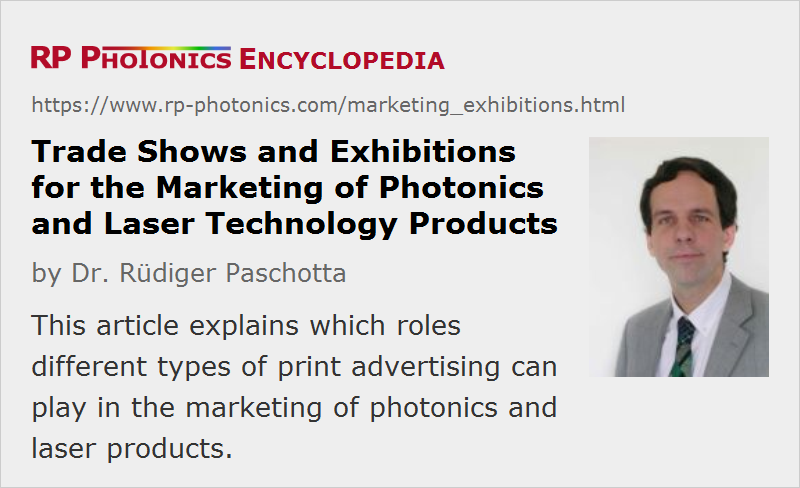 RP PHOTONICS ENCYCLOPEDIA
https://www.rp-photonics.com/marketing_exhibitions.html
Trade Shows and Exhibitions
for the Marketing of Photonics
and Laser Technology Products
by Dr. Rüdiger Paschotta
This article explains which roles
different types of print advertising can
play in the marketing of photonics and
laser products.